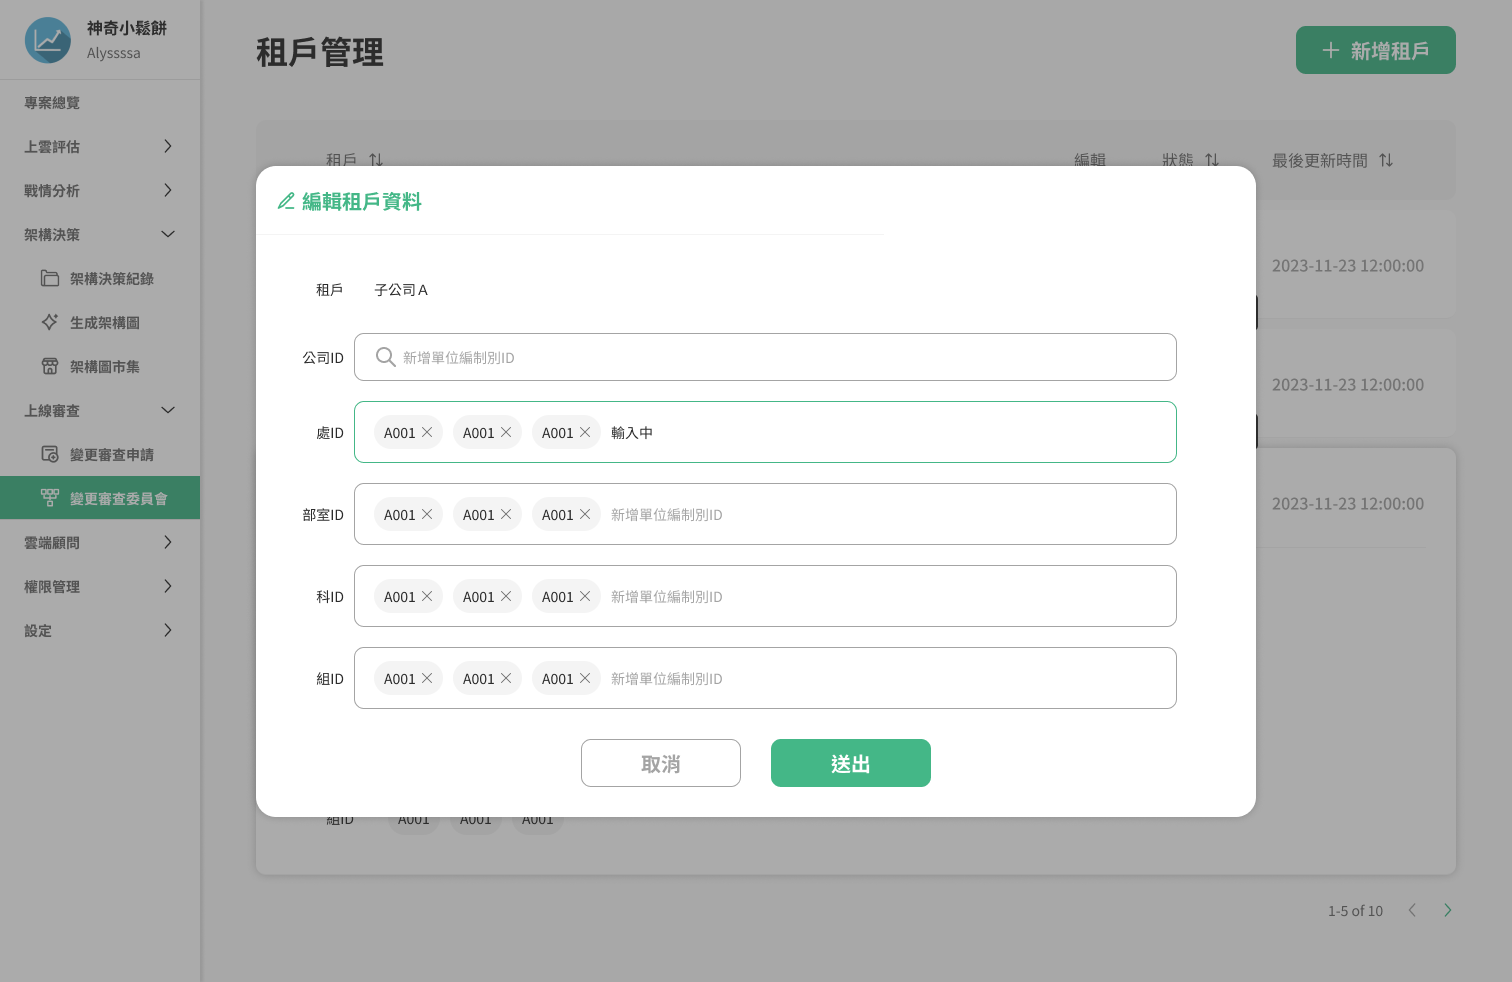 神奇小鬆餅
Alyssssa
專案總覽
上雲評估
戰情分析
架構決策
架構決策紀錄
生成架構圖
架構圖市集
上線審查
變更審查申請
變更審查委員會
雲端顧問
權限管理
設定
租戶管理
新增租戶
租戶 編輯 狀態 最後更新時間
2023-11-23 12:00:00
2023-11-23 12:00:00
2023-11-23 12:00:00
編輯租戶資料
租戶 子公司A
公司ID 新增單位編制別ID
處ID A001 A001 A001 輸入中
部室ID A001 A001 A001 新增單位編制別ID
科ID A001 A001 A001 新增單位編制別ID
組ID A001 A001 A001 新增單位編制別ID
取消 送出
組ID A001 A001 A001
1-5 of 10